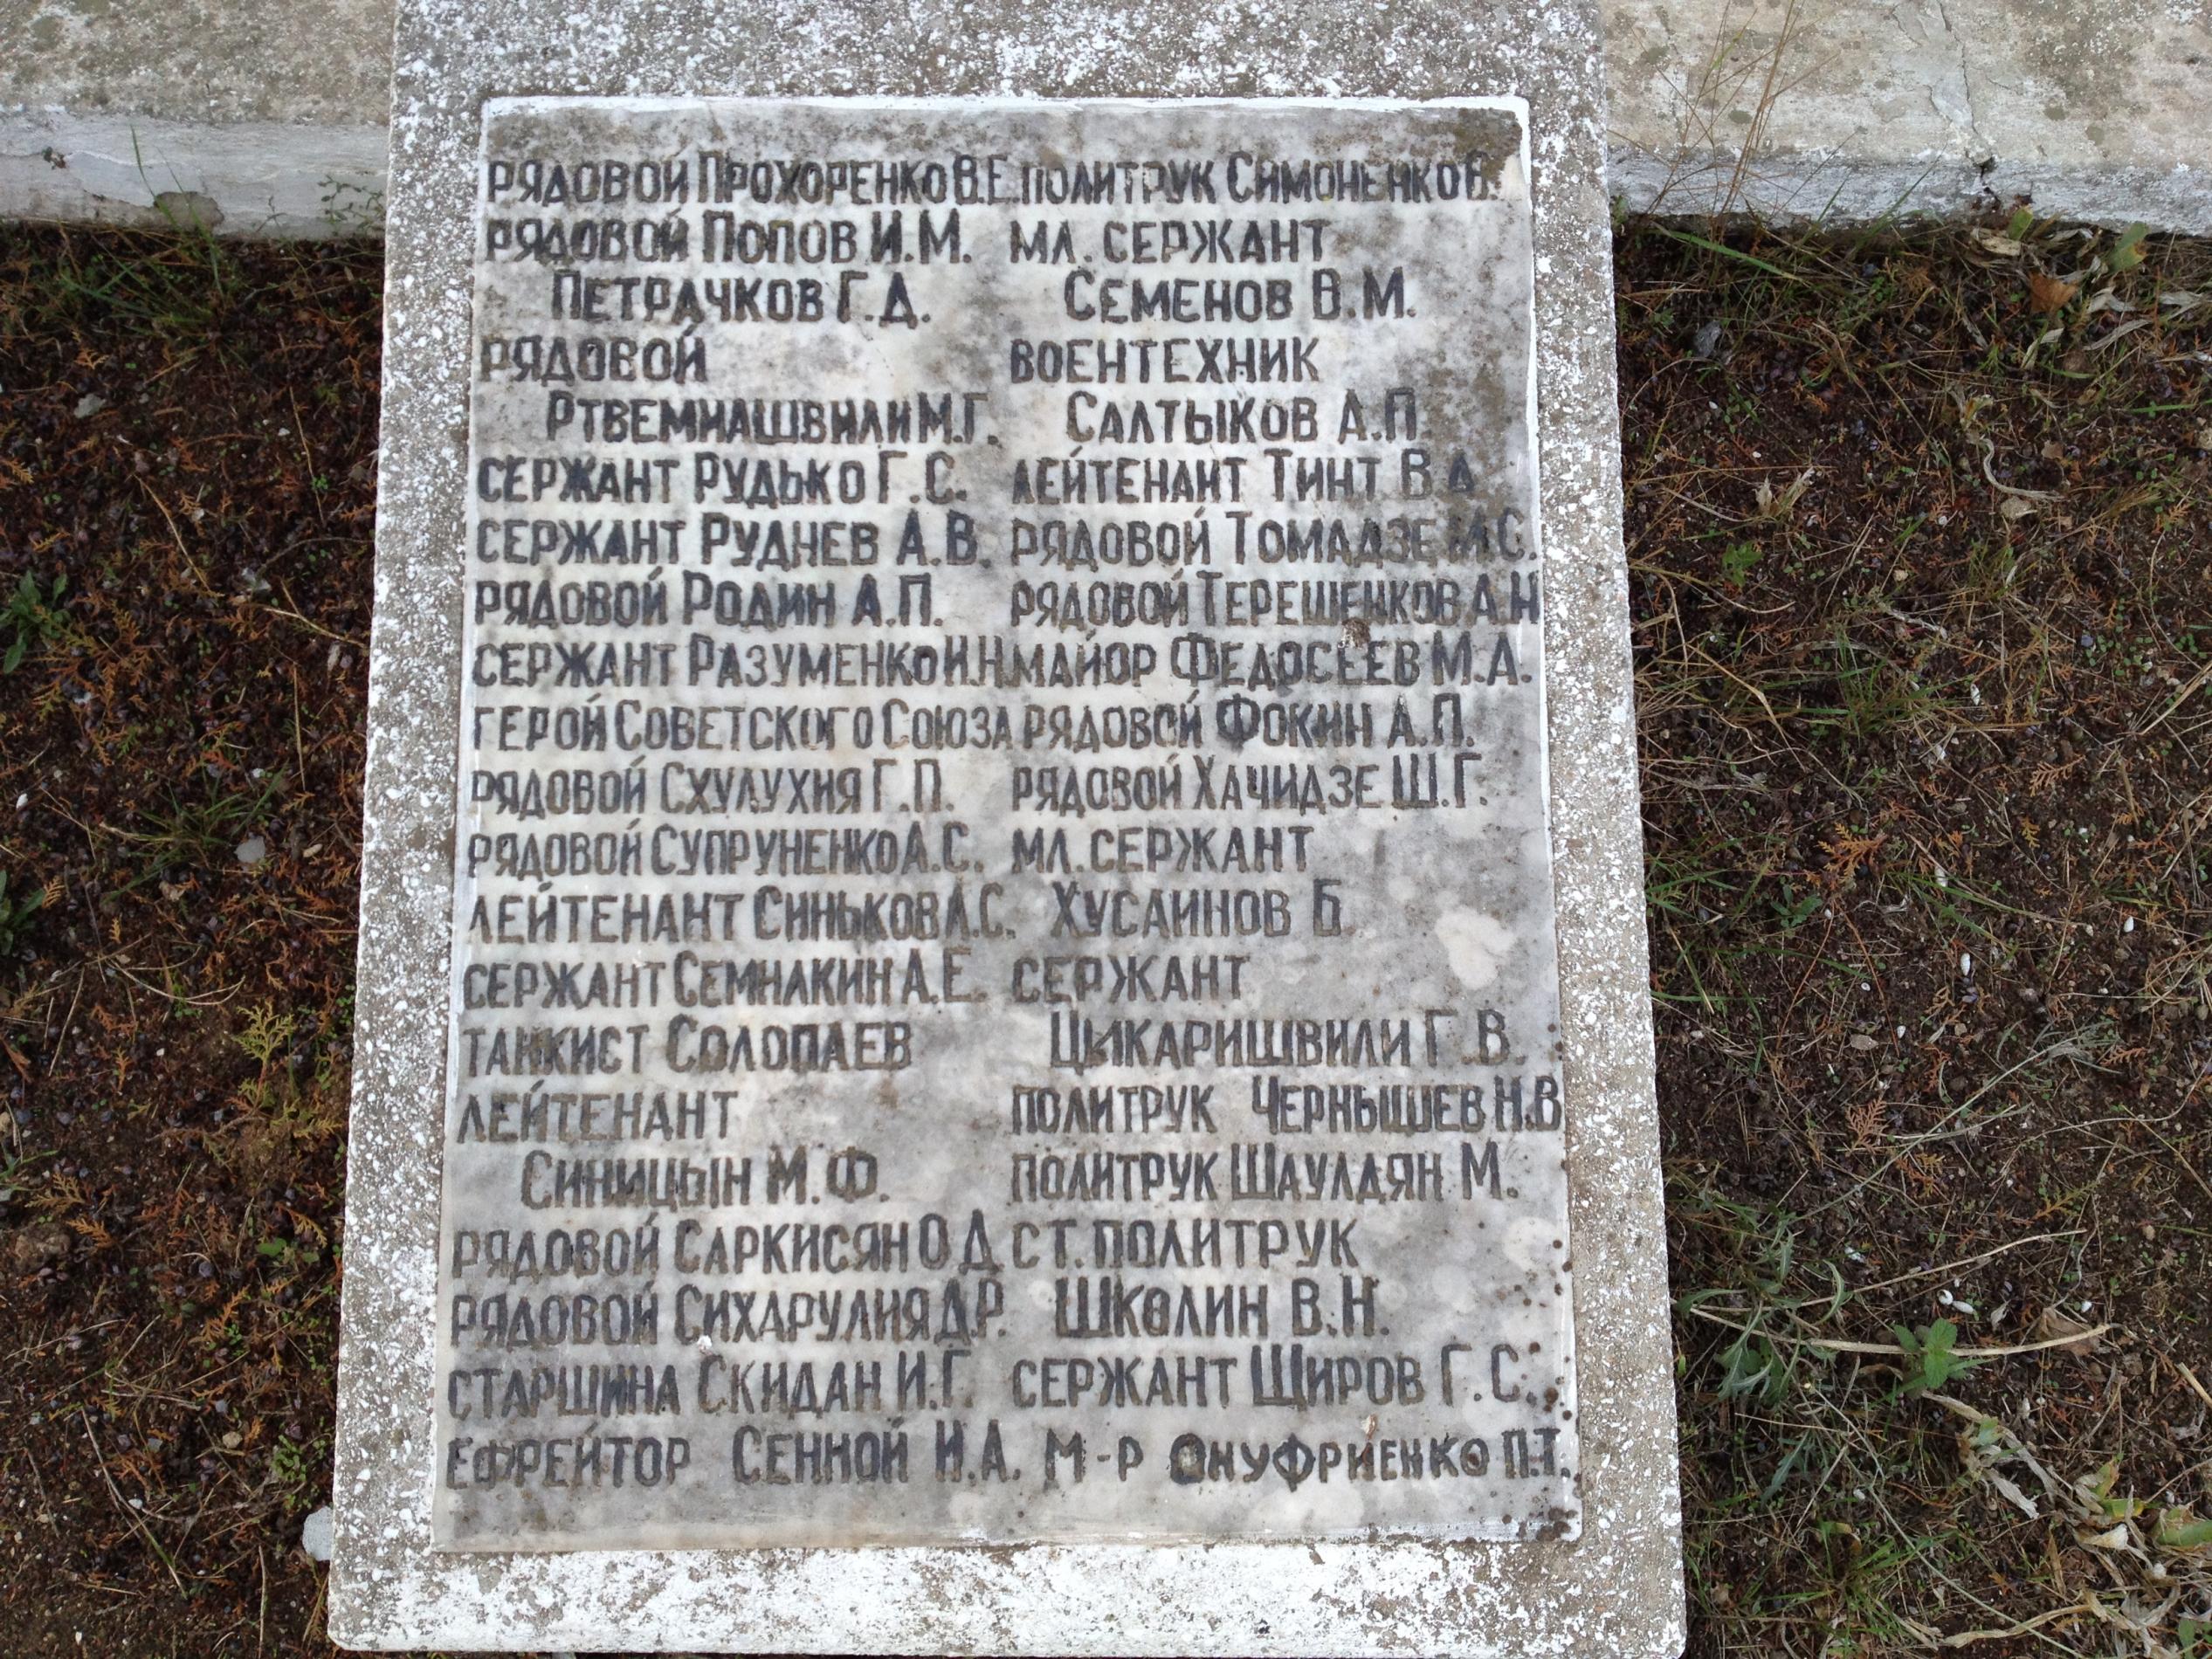 РЯДОВОЙ ПРОХОРЕНКО В.Е.
РЯДОВОЙ ПОПОВ И.М.
ПЕТРАЧКОВ Г.Д.
РЯДОВОЙ
РТВЕМИАШВИЛИ М.Г.
СЕРЖАНТ РУДЬКО Г.С.
СЕРЖАНТ РУДНЕВ А.В.
РЯДОВОЙ РОДИН А.П.
СЕРЖАНТ РАЗУМЕНКО И.Н.
ГЕРОЙ СОВЕТСКОГО СОЮЗА
РЯДОВОЙ СХУЛУХИЯ Г.П.
РЯДОВОЙ СУПРУНЕНКО А.С.
ЛЕЙТЕНАНТ СИНЬКОВ А.С.
СЕРЖАНТ СЕМИЛКИН А.Е.
ТАНКИСТ СОЛОПАЕВ
ЛЕЙТЕНАНТ
СИНИЦЫН М.Ф.
РЯДОВОЙ САРКИСЯН О.Д.
РЯДОВОЙ СИХАРУЛИЯ Д.Р.
СТАРШИНА СКИДАН И.Г.
ЕФРЕЙТОР СЕННОЙ И.А.
ПОЛИТРУК СИМОНЕНКО В.
МЛ. СЕРЖАНТ
СЕМЕНОВ В.М.
ВОЕНТЕХНИК
САЛТЫКОВ А.П.
ЛЕЙТЕНАНТ ТИНТ В
РЯДОВОЙ ТОМАДЗЕ М.С.
РЯДОВОЙ ТЕРЕШЕНКОВ А.Н
МАЙОР ФЕДОСЕЕВ М.А.
РЯДОВОЙ ФОКИН А.П.
РЯДОВОЙ ХАЧИДЗЕ Ш.Г.
МЛ. СЕРЖАНТ
ХУСАИНОВ Б.
СЕРЖАНТ
ЦЫКАРИШВИЛИ Г.В.
ПОЛИТРУК ЧЕРНЫШЕВ Н.В
ПОЛИТРУК ШАУЛДЯН М.
СТ. ПОЛИТРУК
ШКОЛИН В.Н.
СЕРЖАНТ ЩИРОВ Г.С.
М-Р ОНУФРИЕНКО П.Т.